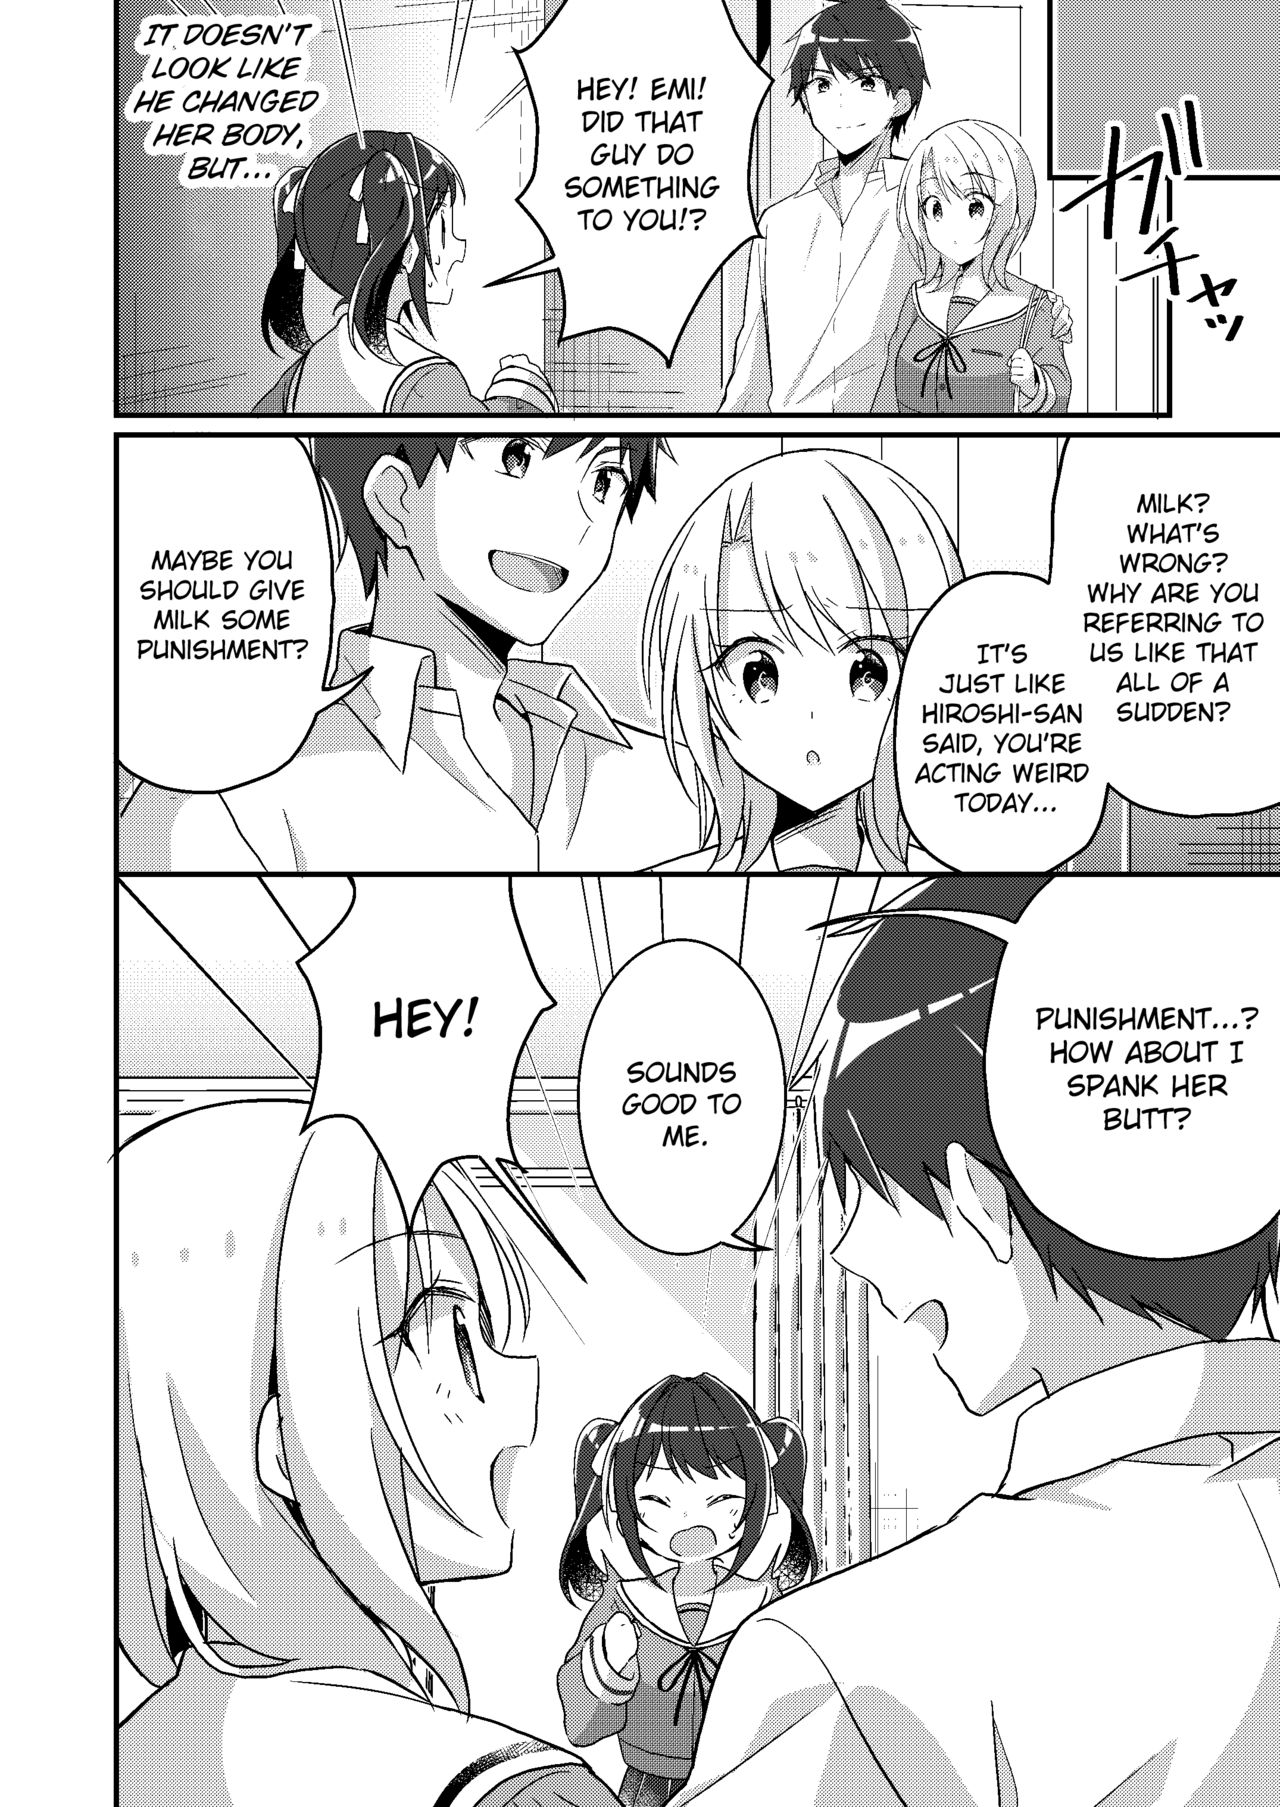 ガチャッ
HEY! EMI!
DID THAT
GUY DO
SOMETHING
TO YOU!?
IT DOESN'T
LOOK LIKE
HE CHANGED
HER BODY,
BUT...
MILK?
WHAT'S
WRONG?
WHY ARE YOU
REFERRING TO
US LIKE THAT
ALL OF A
SUDDEN?
IT'S
JUST LIKE
HIROSHI-SAN
SAID, YOU'RE
ACTING WEIRD
TODAY...
MAYBE YOU
SHOULD GIVE
MILK SOME
PUNISHMENT?
PUNISHMENT...?
HOW ABOUT I
SPANK HER
BUTT?
SOUNDS
GOOD TO
ME.
HEY!